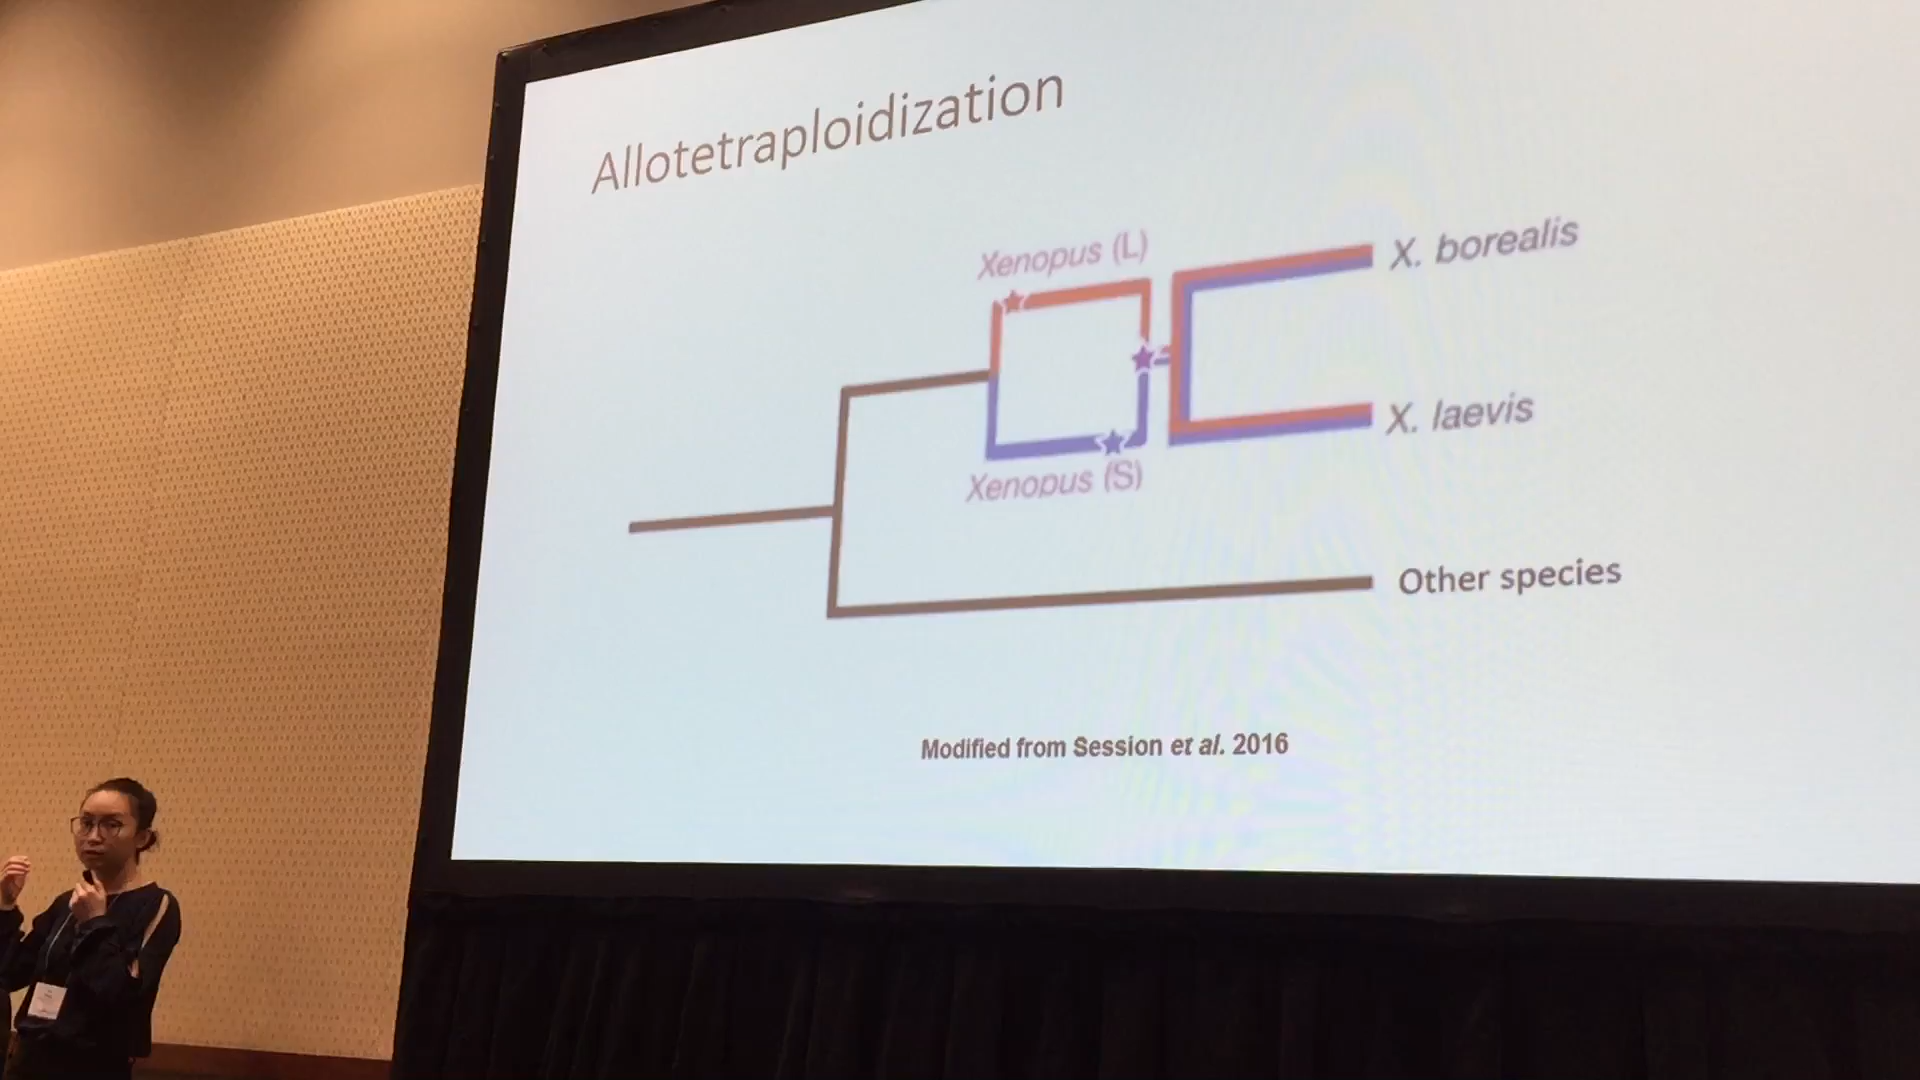 Allotetraploidization
Xenopus (L)
X. borealis
X. laevis
Xenopus (S)
Other species
Modified from Session et al. 2016